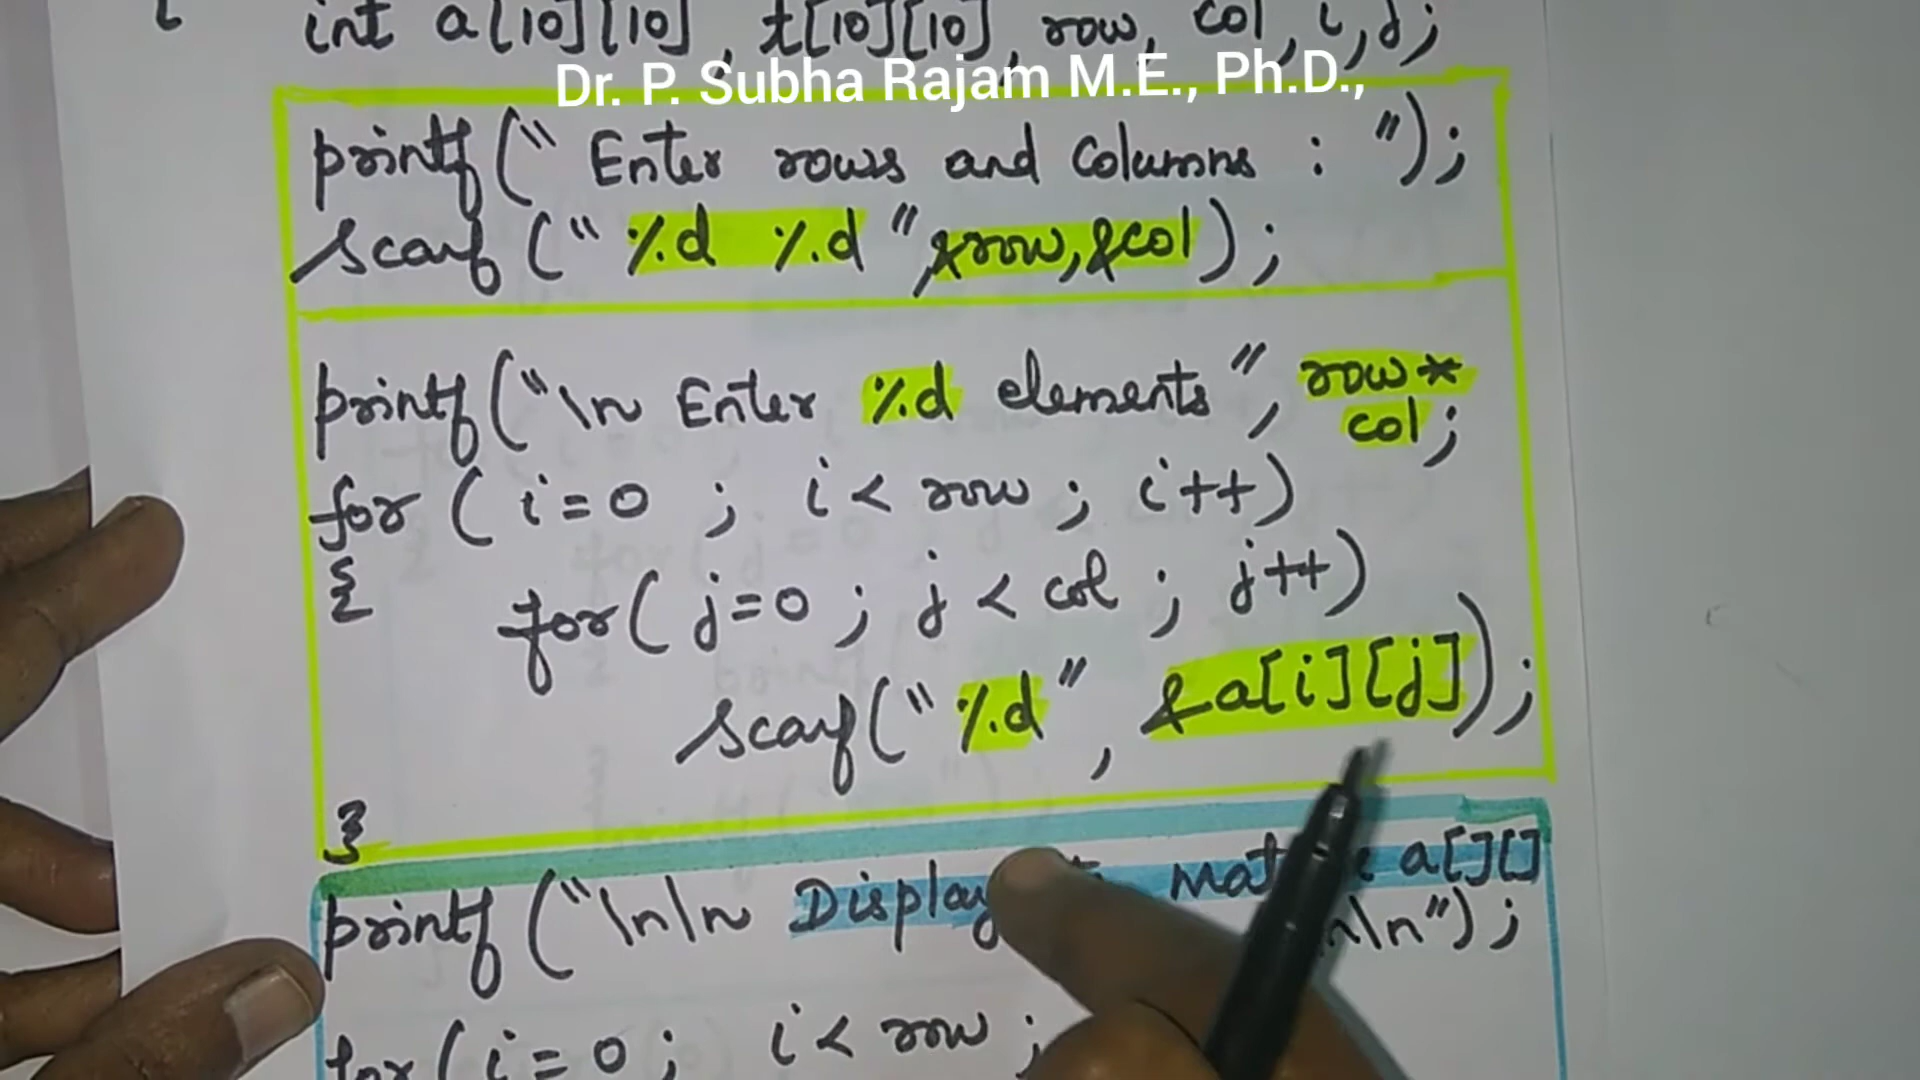 int a[10][10], t[10][10], row, col, i, j;
Dr. P. Subha Rajam M.E., Ph.D.,
printf(" Enter rows and Columns : ");
scanf (" %d %d ", &row, &col);
printf("\n Enter %d elements", row*
col;
for ( i=0 ; i< row ; i++)
{ for( j=0 ; j < col ; j++)
scanf(" %d ", &a[i][j]);
}
printf ("\n\n Display Matrix a[][]
\n\n");
for ( i = 0 ; i < row ;